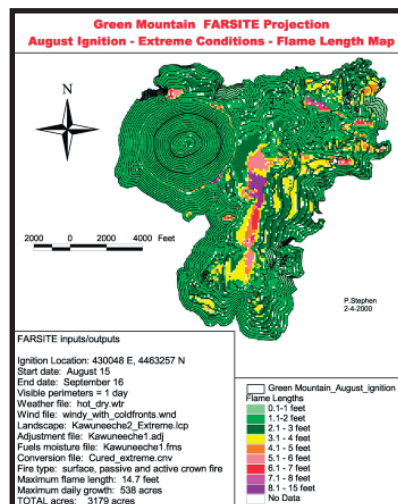 Green Mountain FARSITE Projection
August Ignition - Extreme Conditions - Flame Length Map
N
2000 0 2000 4000 Feet
P.Stephen
2-4-2000
FARSITE inputs/outputs
Ignition Location: 430048 E, 4463257 N
Start date: August 15
End date: September 16
Visible perimeters = 1 day
Weather file: hot_dry.wtr
Wind file: windy_with_coldfronts.wnd
Landscape: Kawuneeche2_Extreme.lcp
Adjustment file: Kawuneeche1.adj
Fuels moisture file: Kawuneeche1.fms
Conversion file: Cured_extreme.cnv
Fire type: surface, passive and active crown fire
Maximum flame length: 14.7 feet
Maximum daily growth: 538 acres
TOTAL acres: 3179 acres
Green Mountain_August_ignition
Flame Lengths
0.1-1 feet
1.1-2 feet
2.1 - 3 feet
3.1 - 4 feet
4.1 - 5 feet
5.1 - 6 feet
6.1 - 7 feet
7.1 - 8 feet
8.1 - 15 feet
No Data